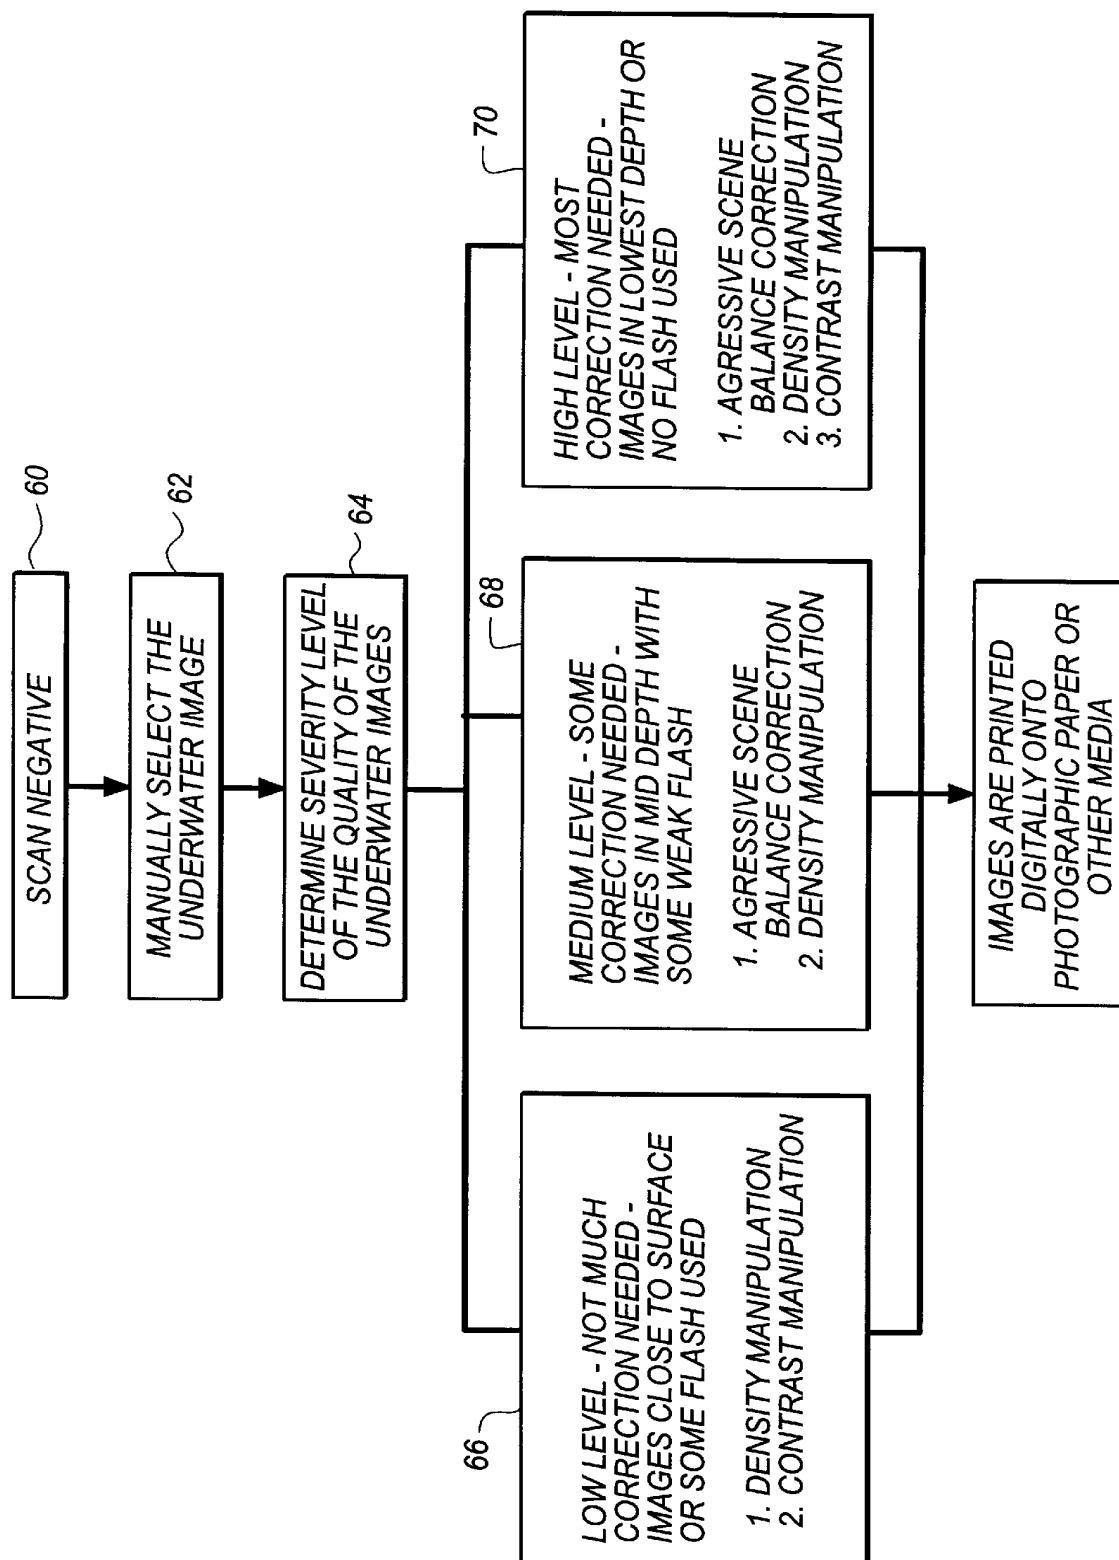 SCAN NEGATIVE
60
MANUALLY SELECT THE
UNDERWATER IMAGE
62
DETERMINE SEVERITY LEVEL
OF THE QUALITY OF THE
UNDERWATER IMAGES
64
66
LOW LEVEL - NOT MUCH
CORRECTION NEEDED -
IMAGES CLOSE TO SURFACE
OR SOME FLASH USED
1. DENSITY MANIPULATION
2. CONTRAST MANIPULATION
68
MEDIUM LEVEL - SOME
CORRECTION NEEDED -
IMAGES IN MID DEPTH WITH
SOME WEAK FLASH
1. AGRESSIVE SCENE
BALANCE CORRECTION
2. DENSITY MANIPULATION
70
HIGH LEVEL - MOST
CORRECTION NEEDED -
IMAGES IN LOWEST DEPTH OR
NO FLASH USED
1. AGRESSIVE SCENE
BALANCE CORRECTION
2. DENSITY MANIPULATION
3. CONTRAST MANIPULATION
IMAGES ARE PRINTED
DIGITALLY ONTO
PHOTOGRAPHIC PAPER OR
OTHER MEDIA